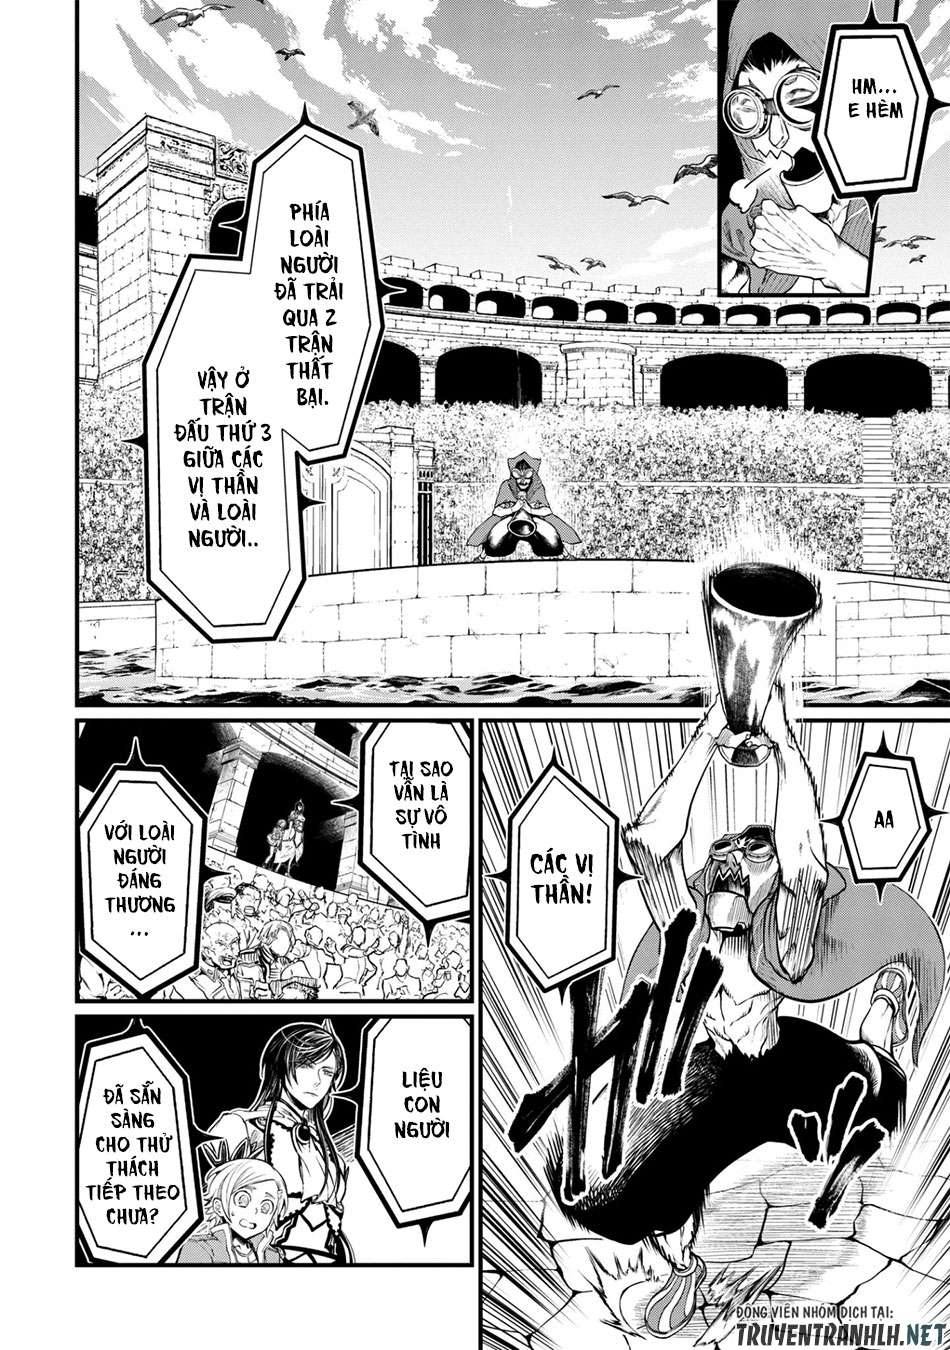 HM...
E HÈM
PHÍA
LOÀI
NGƯỜI
ĐÃ TRẢI
QUA 2
TRẬN
THẤT
BẠI.
VẬY Ở
TRẬN
ĐẤU THỨ 3
GIỮA CÁC
VỊ THẦN
VÀ LOÀI
NGƯỜI..
AA
CÁC VỊ
THẦN!
TẠI SAO
VẪN LÀ
SỰ VÔ
TÌNH
VỚI LOÀI
NGƯỜI
ĐÁNG
THƯƠNG
...
LIỆU
CON
NGƯỜI
ĐÃ SẴN
SÀNG
CHO THỬ
THÁCH
TIẾP THEO
CHƯA?
ĐỘNG VIÊN NHÓM DỊCH TẠI:
TRUYENTRANHLH.NET